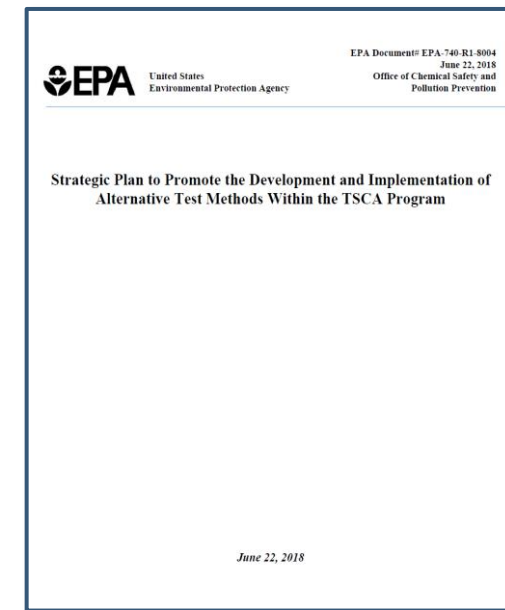 EPA Document# EPA-740-R1-8004
June 22, 2018
Office of Chemical Safety and
Pollution Prevention
EPA
United States
Environmental Protection Agency
Strategic Plan to Promote the Development and Implementation of
Alternative Test Methods Within the TSCA Program
June 22, 2018